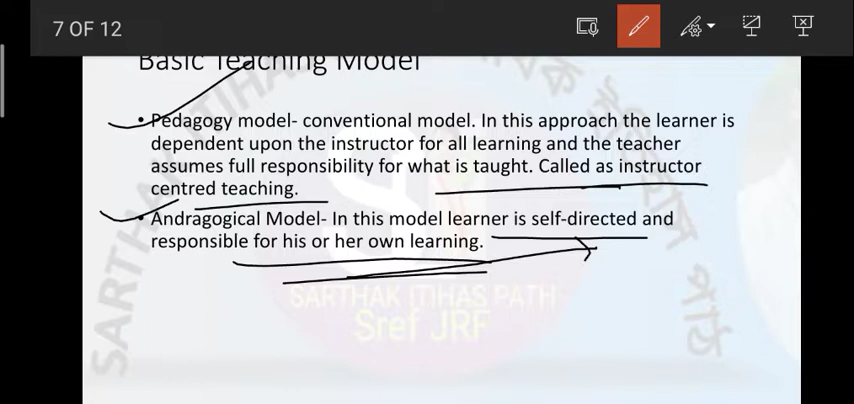 7 OF 12
Basic Teaching Model
• Pedagogy model- conventional model. In this approach the learner is
dependent upon the instructor for all learning and the teacher
assumes full responsibility for what is taught. Called as instructor
centred teaching.
• Andragogical Model- In this model learner is self-directed and
responsible for his or her own learning.
SARTHAK ITIHAS PATH
Sref JRF
SARTHAK ITIHAS PATH